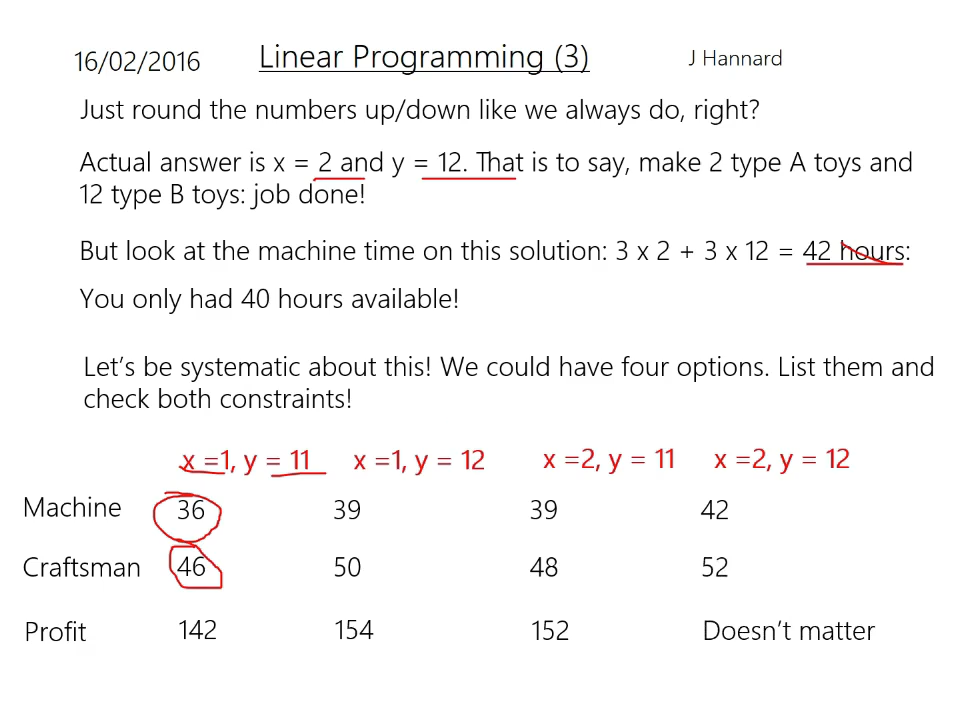 16/02/2016 Linear Programming (3) J Hannard
Just round the numbers up/down like we always do, right?
Actual answer is x = 2 and y = 12. That is to say, make 2 type A toys and
12 type B toys: job done!
But look at the machine time on this solution: 3 x 2 + 3 x 12 = 42 hours:
You only had 40 hours available!
Let's be systematic about this! We could have four options. List them and
check both constraints!
x =1, y = 11 x =1, y = 12 x =2, y = 11 x =2, y = 12
Machine 36 39 39 42
Craftsman 46 50 48 52
Profit 142 154 152 Doesn't matter